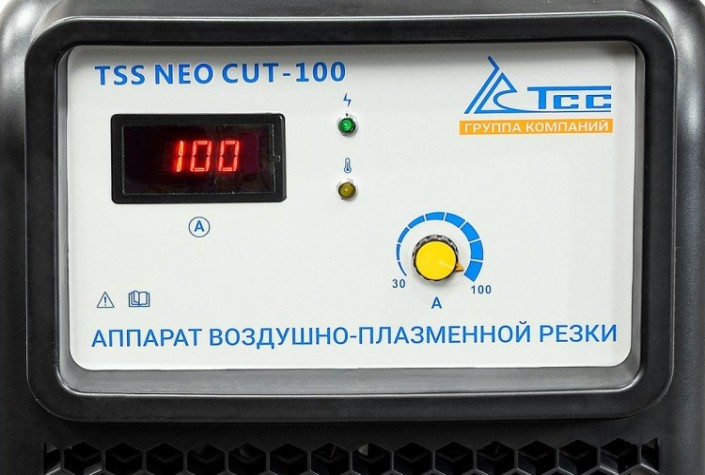 TSS NEO CUT-100
ТСС
ГРУППА КОМПАНИЙ
100
A
30
100
A
АППАРАТ ВОЗДУШНО-ПЛАЗМЕННОЙ РЕЗКИ